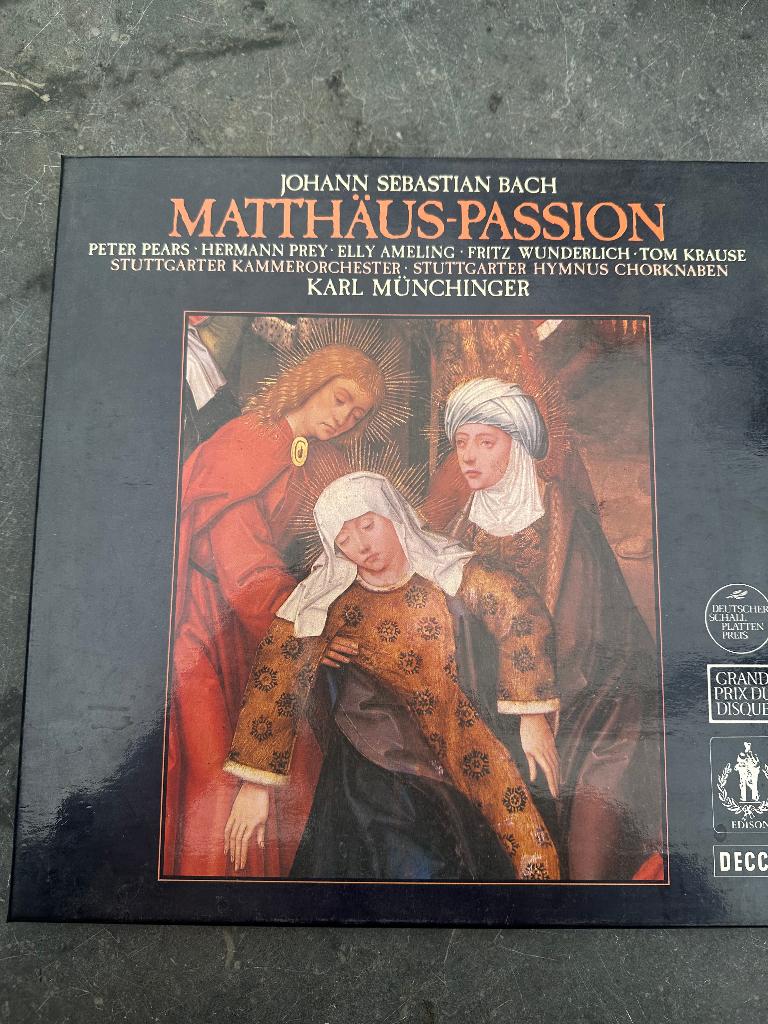 JOHANN SEBASTIAN BACH
MATTHÄUS-PASSION
PETER PEARS · HERMANN PREY · ELLY AMELING · FRITZ WUNDERLICH · TOM KRAUSE
STUTTGARTER KAMMERORCHESTER · STUTTGARTER HYMNUS CHORKNABEN
KARL MÜNCHINGER
DEUTSCHER
SCHALL
PLATTEN
PREIS
GRAND
PRIX DU
DISQUE
EDISON
DECC